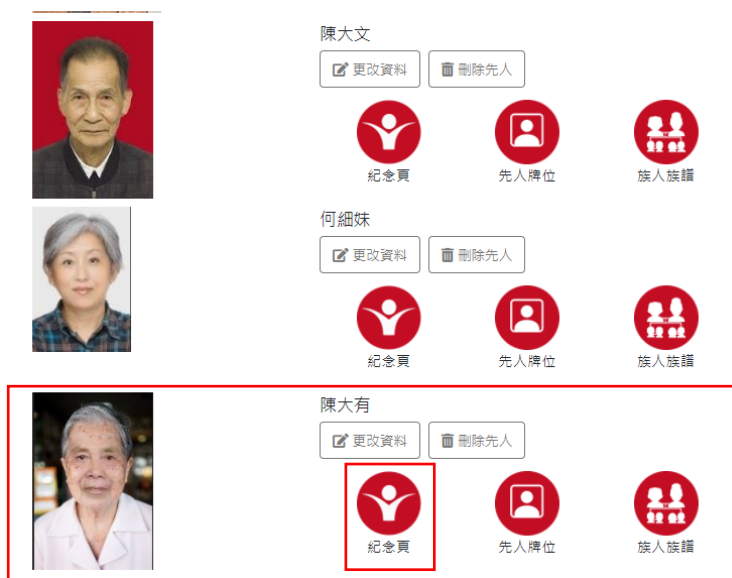 陳大文
更改資料 刪除先人
紀念頁 先人牌位 族人族譜
何細妹
更改資料 刪除先人
紀念頁 先人牌位 族人族譜
陳大有
更改資料 刪除先人
紀念頁 先人牌位 族人族譜